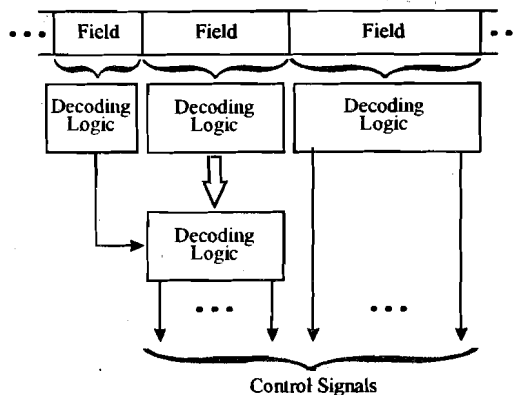 ••• Field Field Field •••
Decoding Logic
Decoding Logic
Decoding Logic
Decoding Logic
••• •••
Control Signals